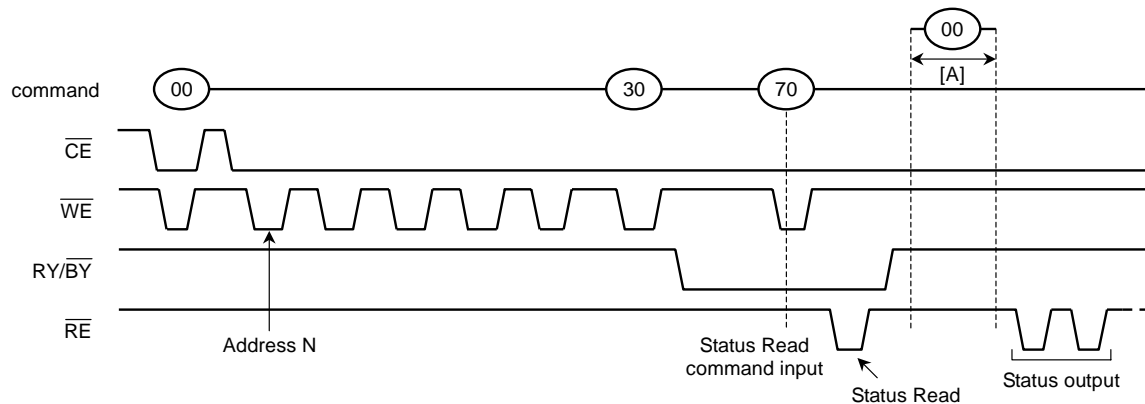 00
[A]
command
00
30
70
CE
WE
RY/BY
RE
Address N
Status Read
command input
Status Read
Status output